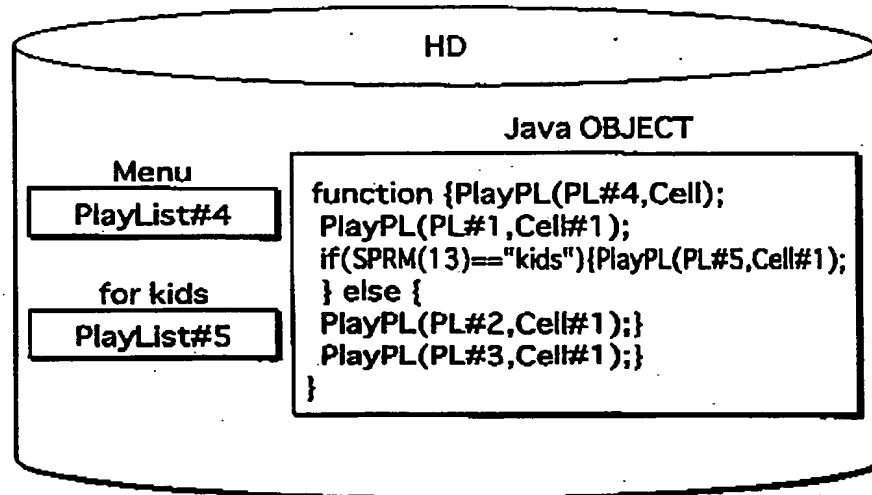 HD
Java OBJECT
Menu
PlayList#4
for kids
PlayList#5
function {PlayPL(PL#4,Cell);
PlayPL(PL#1,Cell#1);
if(SPRM(13)=="kids"){PlayPL(PL#5,Cell#1);
} else {
PlayPL(PL#2,Cell#1);}
PlayPL(PL#3,Cell#1);}
}